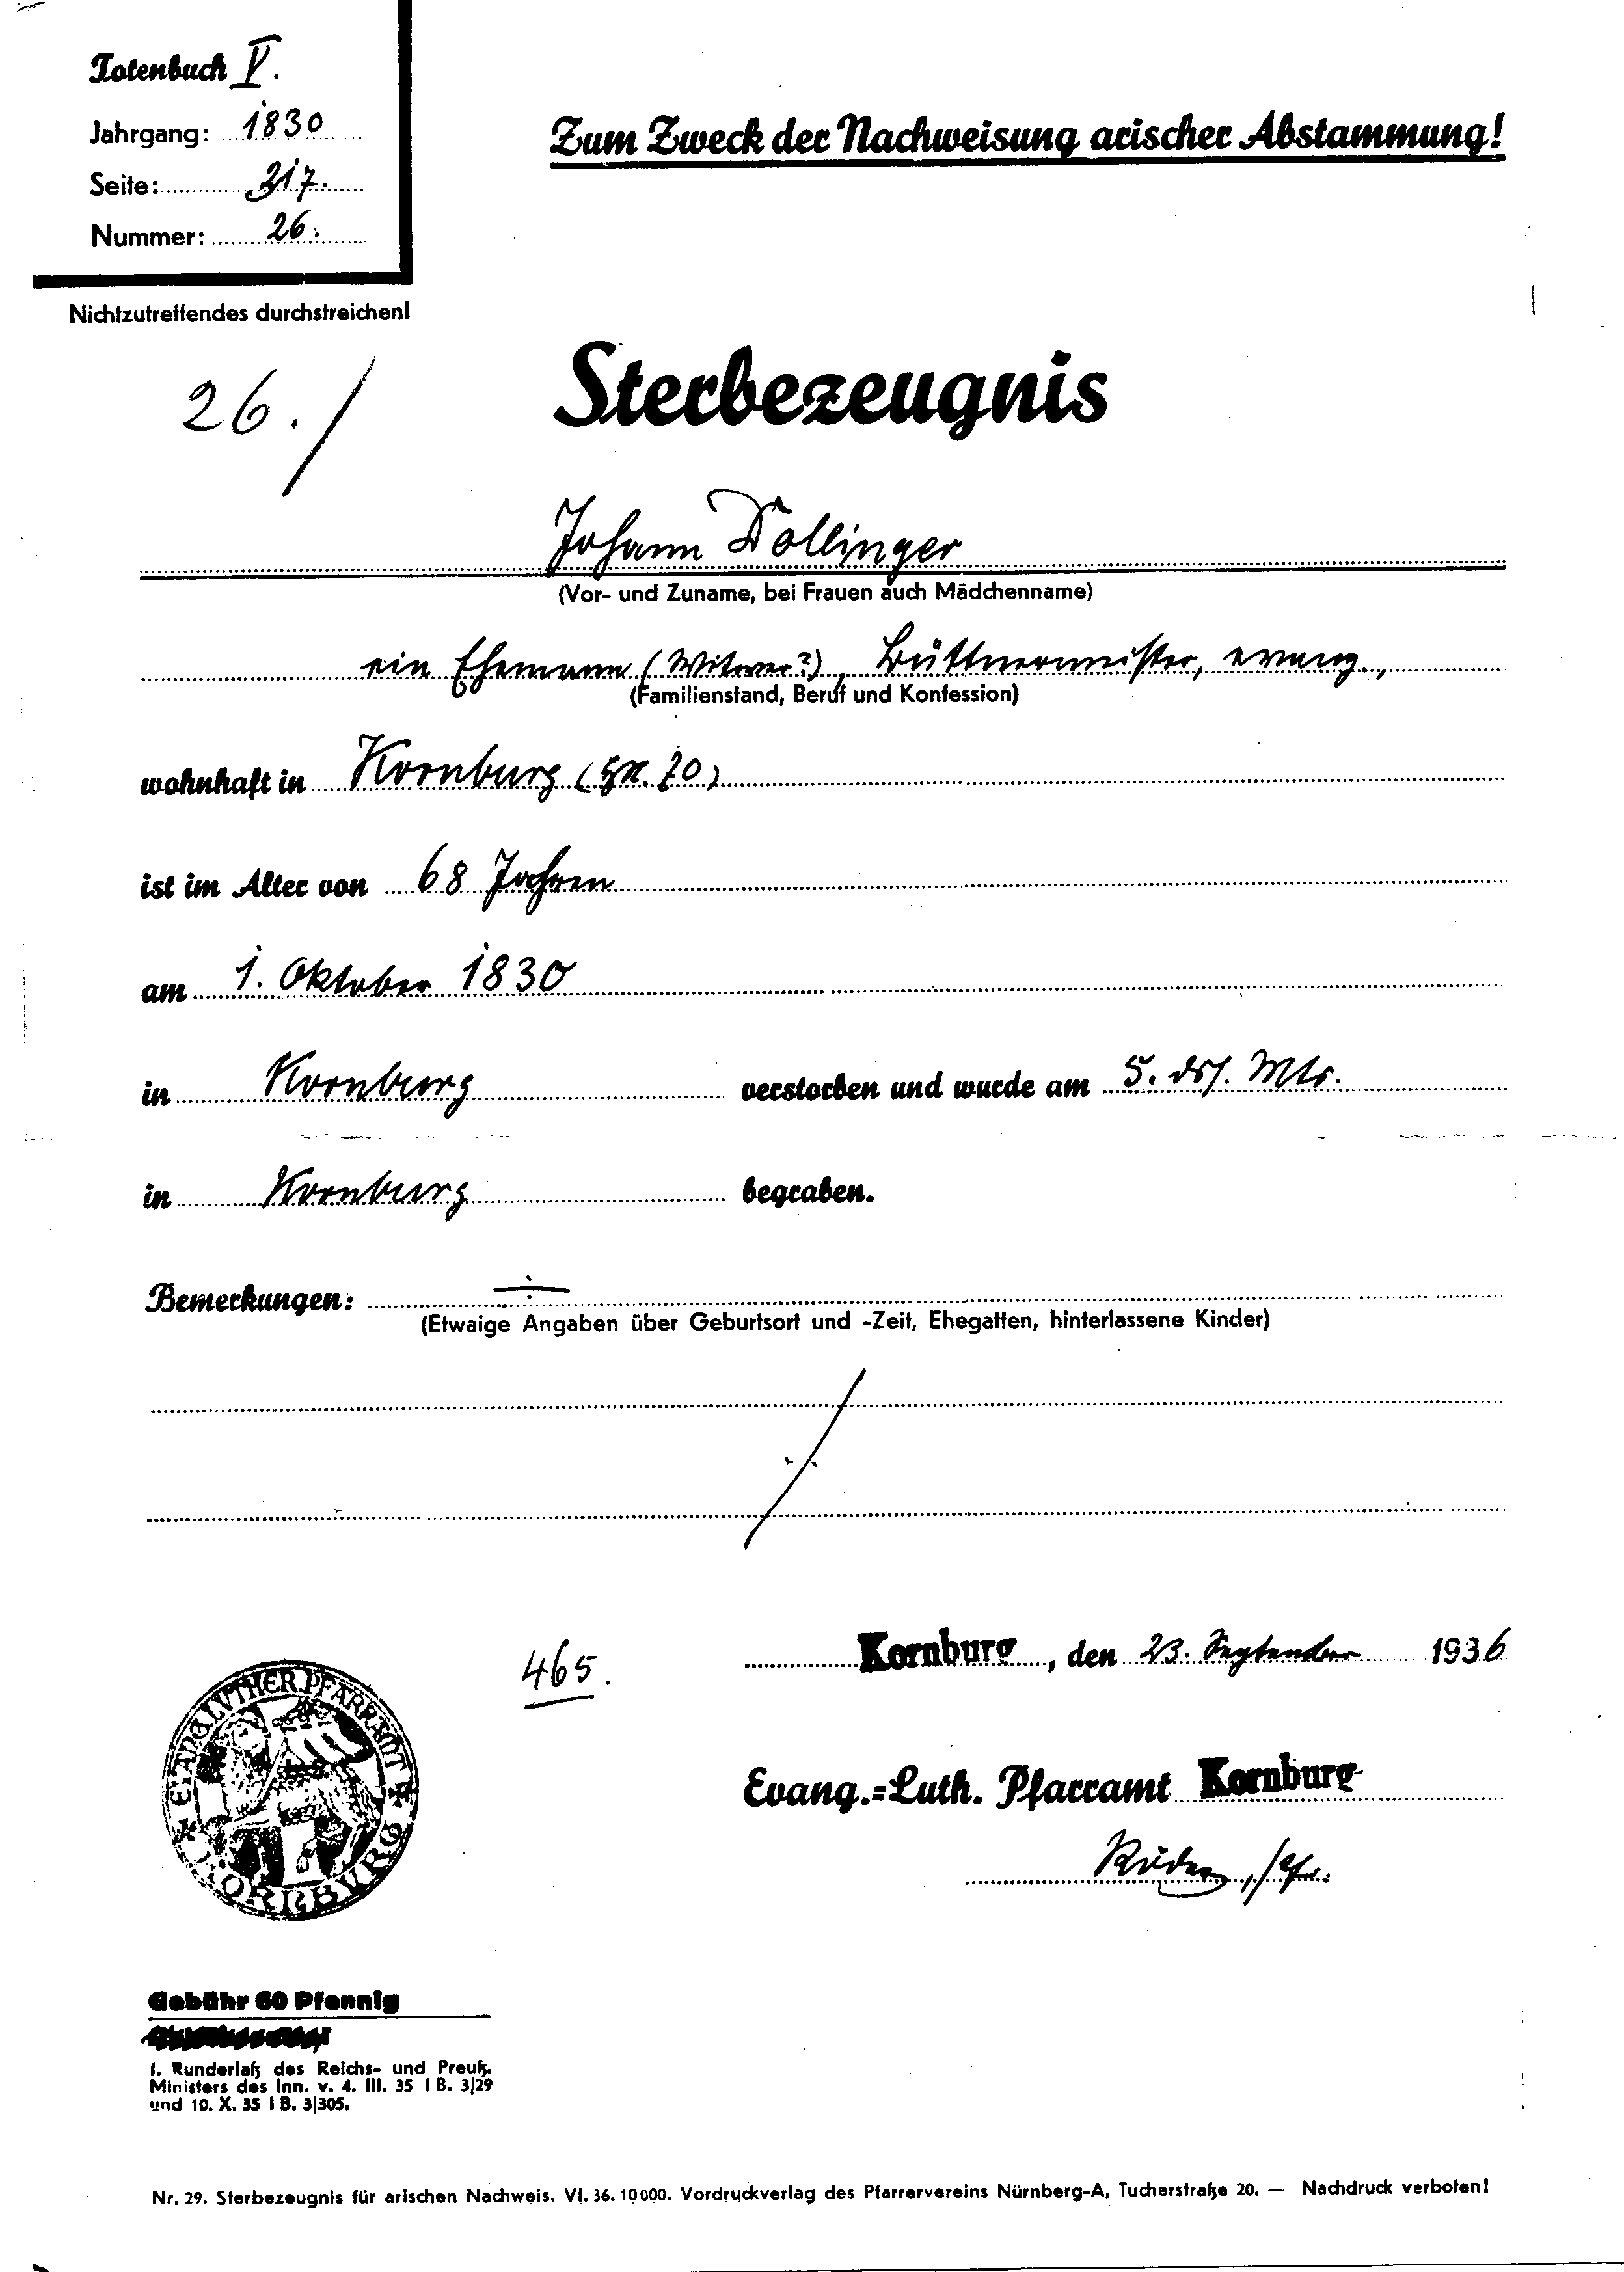 Totenbuch V.
Jahrgang: 1830
Seite: 317.
Nummer: 26.
Nichtzutreffendes durchstreichen!
Zum Zweck der Nachweisung arischer Abstammung!
26./
Sterbezeugnis
Johann Dollinger
(Vor- und Zuname, bei Frauen auch Mädchenname)
ein Ehemann (Witwer?), Büttnermeister, evang.,
(Familienstand, Beruf und Konfession)
wohnhaft in Kornburg (Hn. 70)
ist im Alter von 68 Jahren
am 1. Oktober 1830
in Kornburg verstorben und wurde am 5. ds. Mts.
in Kornburg begraben.
Bemerkungen:
(Etwaige Angaben über Geburtsort und -Zeit, Ehegatten, hinterlassene Kinder)
465.
Kornburg, den 23. September 1936
EVANG. LUTHER. PFARRAMT KORNBURG
Evang.=Luth. Pfarramt Kornburg
Gebühr 60 Pfennig
f. Runderlaß des Reichs- und Preuß.
Ministers des Inn. v. 4. III. 35 I B. 3/29
und 10. X. 35 I B. 3/305.
Nr. 29. Sterbezeugnis für arischen Nachweis. VI. 36. 10000. Vordruckverlag des Pfarrervereins Nürnberg-A, Tucherstraße 20. — Nachdruck verboten!